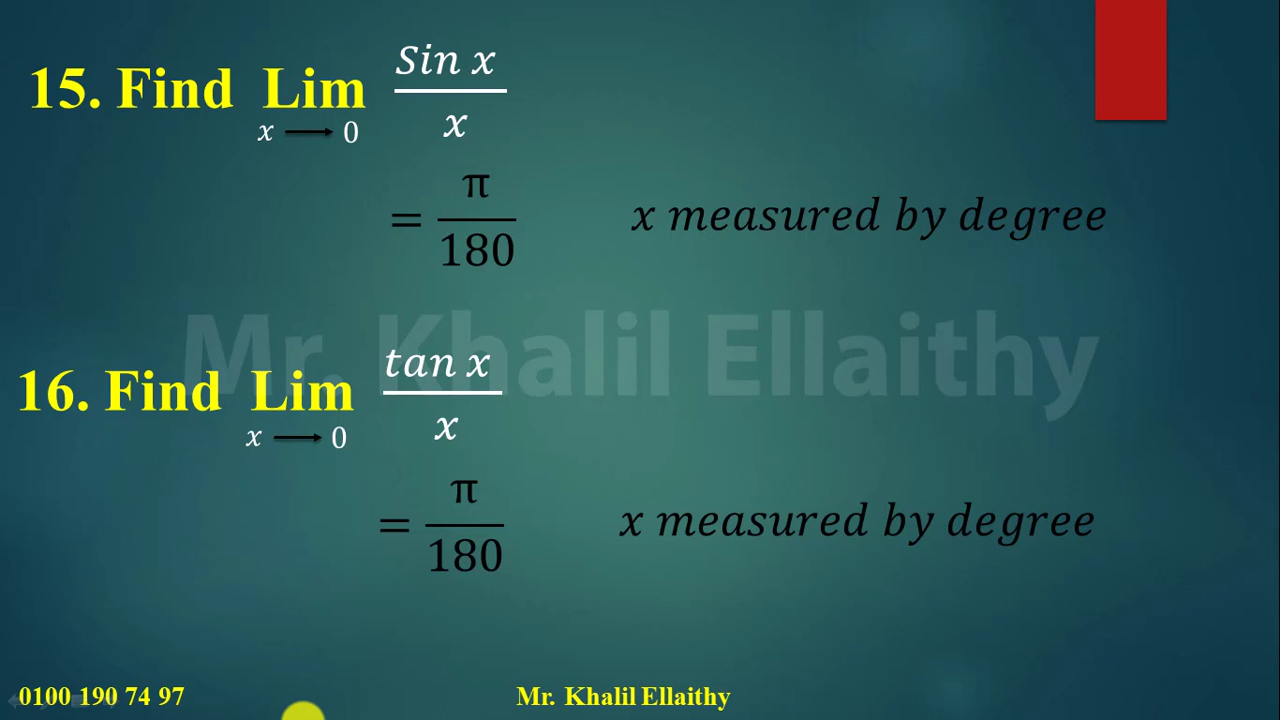 15. Find Lim Sin x / x
x → 0
= π / 180 x measured by degree
Mr. Khalil Ellaithy
16. Find Lim tan x / x
x → 0
= π / 180 x measured by degree
0100 190 74 97 Mr. Khalil Ellaithy